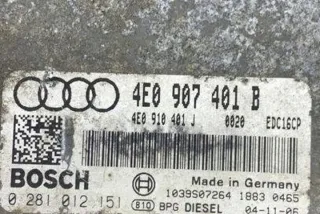 4E0 907 401 B
4E0 910 401 J 0020 EDC16CP
BOSCH
Made in Germany
1039S07264 1883 0465
0 281 012 151 810 BPG DIESEL 04-11-06